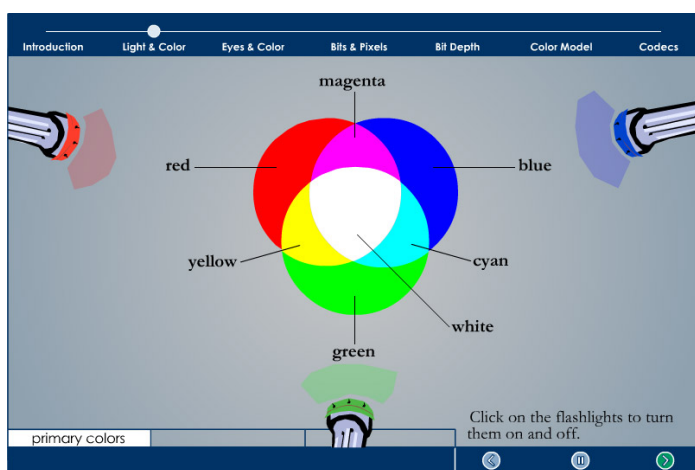 Introduction Light & Color Eyes & Color Bits & Pixels Bit Depth Color Model Codecs
magenta
red
blue
yellow
cyan
white
green
Click on the flashlights to turn
them on and off.
primary colors